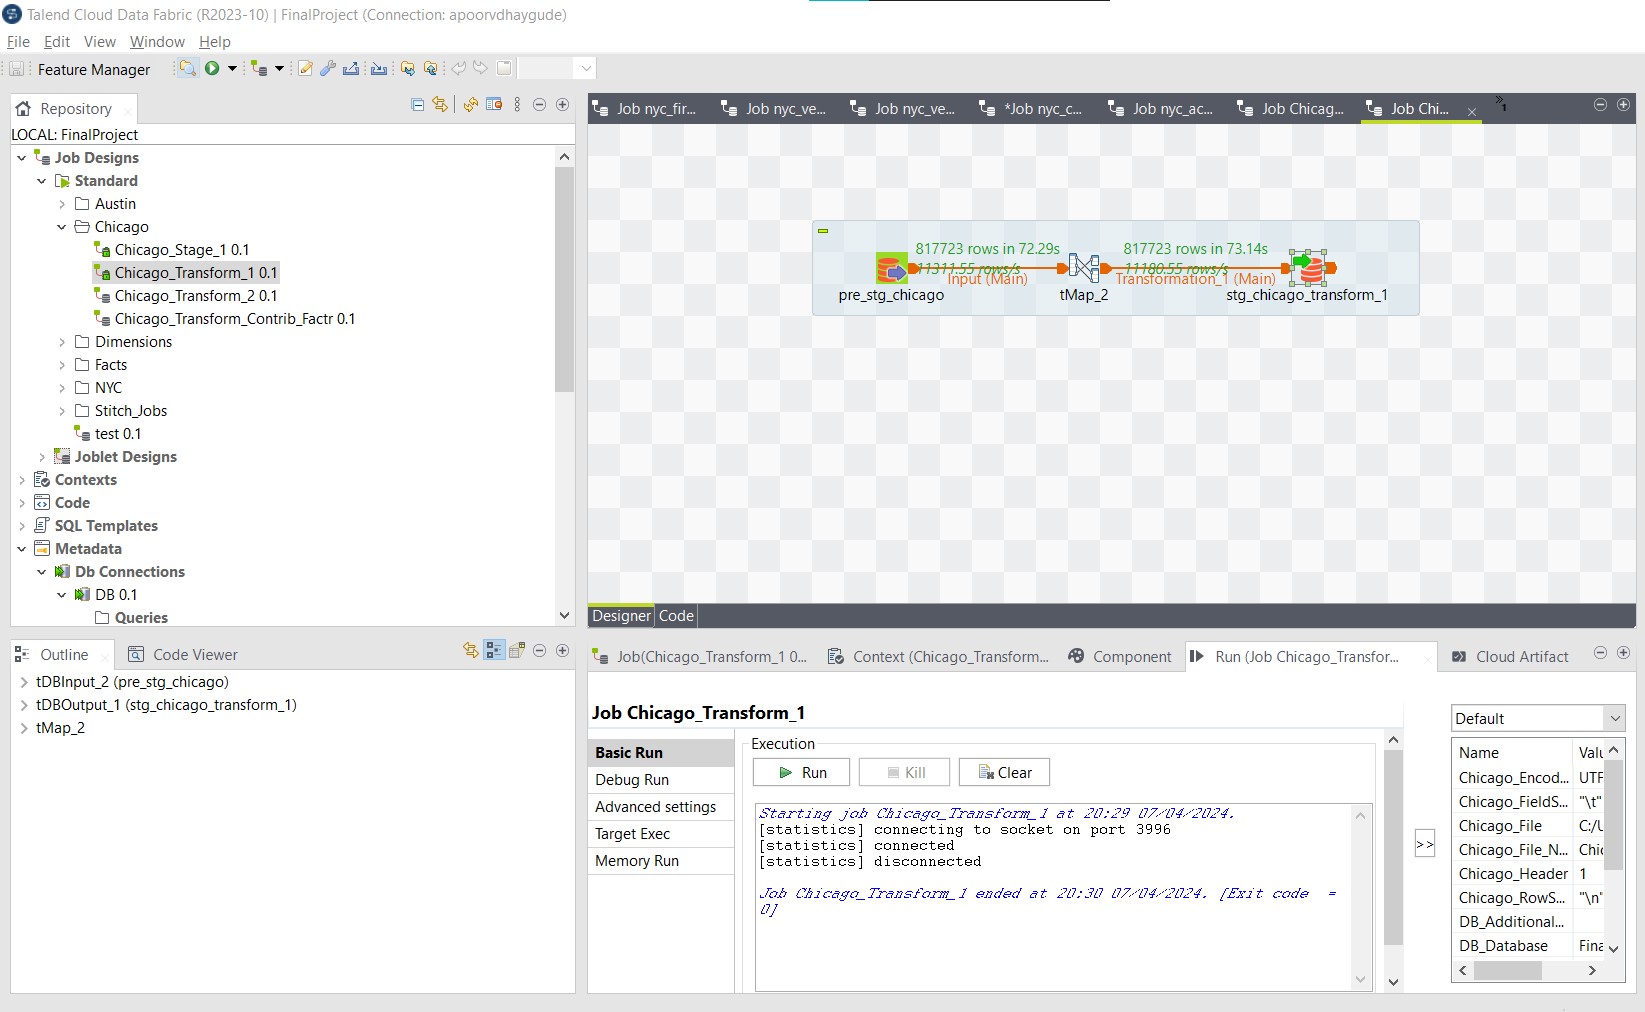 Talend Cloud Data Fabric (R2023-10) | FinalProject (Connection: apoorvdhaygude)
File Edit View Window Help
Feature Manager
Repository
LOCAL: FinalProject
Job Designs
Standard
Austin
Chicago
Chicago_Stage_1 0.1
Chicago_Transform_1 0.1
Chicago_Transform_2 0.1
Chicago_Transform_Contrib_Factr 0.1
Dimensions
Facts
NYC
Stitch_Jobs
test 0.1
Joblet Designs
Contexts
Code
SQL Templates
Metadata
Db Connections
DB 0.1
Queries
Job nyc_fir... Job nyc_ve... Job nyc_ve... *Job nyc_c... Job nyc_ac... Job Chicag... Job Chi... » 1
817723 rows in 72.29s 817723 rows in 73.14s
11311.55 rows/s 11180.55 rows/s
Input (Main) Transformation_1 (Main)
pre_stg_chicago tMap_2 stg_chicago_transform_1
Designer Code
Outline Code Viewer
tDBInput_2 (pre_stg_chicago)
tDBOutput_1 (stg_chicago_transform_1)
tMap_2
Job(Chicago_Transform_1 0... Context (Chicago_Transform... Component Run (Job Chicago_Transfor... Cloud Artifact
Job Chicago_Transform_1
Basic Run
Debug Run
Advanced settings
Target Exec
Memory Run
Execution
Run Kill Clear
Starting job Chicago_Transform_1 at 20:29 07/04/2024.
[statistics] connecting to socket on port 3996
[statistics] connected
[statistics] disconnected
Job Chicago_Transform_1 ended at 20:30 07/04/2024. [Exit code =
0]
>>
Default
Name Valu
Chicago_Encod... UTF
Chicago_FieldS... "\t"
Chicago_File C:/U
Chicago_File_N... Chic
Chicago_Header 1
Chicago_RowS... "\n"
DB_Additional...
DB_Database Fina